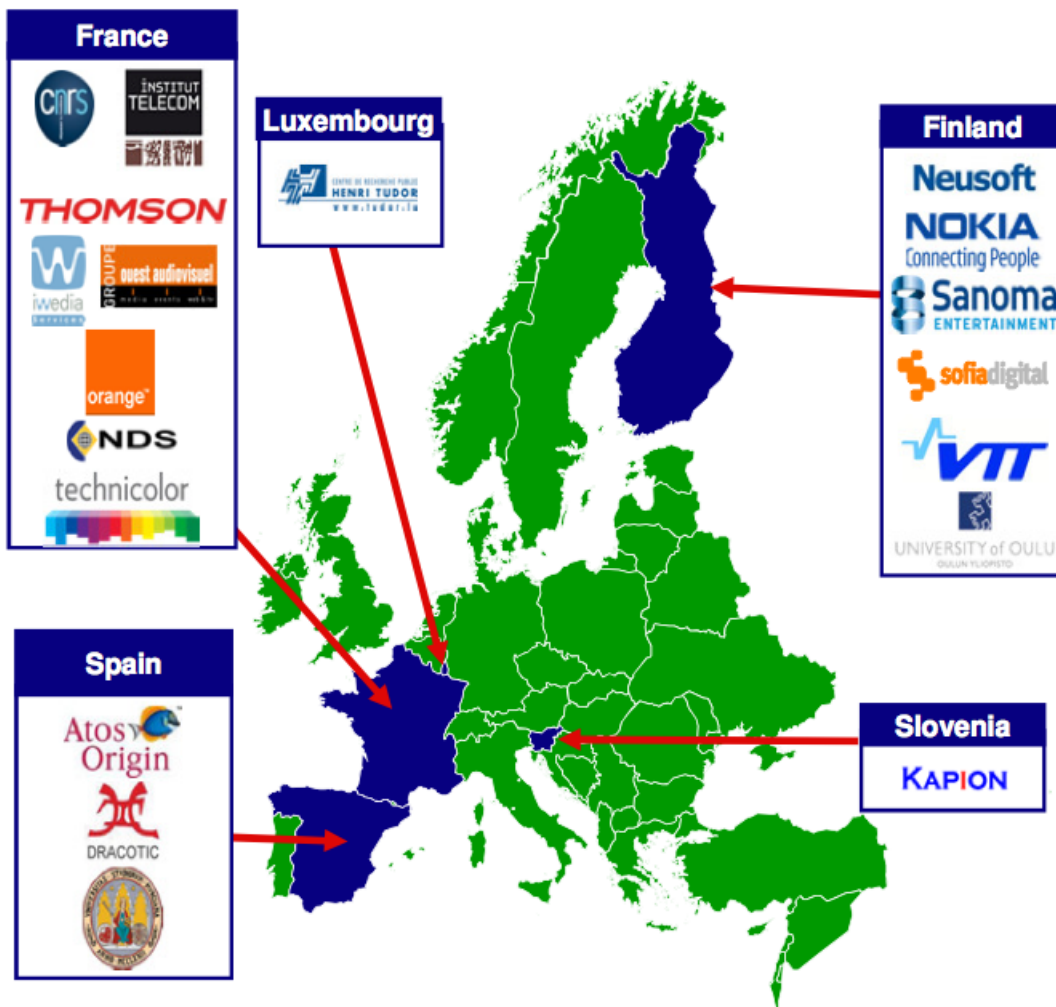 France
cnrs
INSTITUT
TELECOM
THOMSON
iwedia
services
GROUPE
ouest audiovisuel
orange™
NDS
technicolor
Luxembourg
CENTRE DE RECHERCHE PUBLIC
HENRI TUDOR
www.tudor.lu
Finland
Neusoft
NOKIA
Connecting People
Sanoma
ENTERTAINMENT
sofiadigital
VTT
UNIVERSITY of OULU
OULUN YLIOPISTO
Spain
Atos
Origin
™
DRACOTIC
Slovenia
KAPION